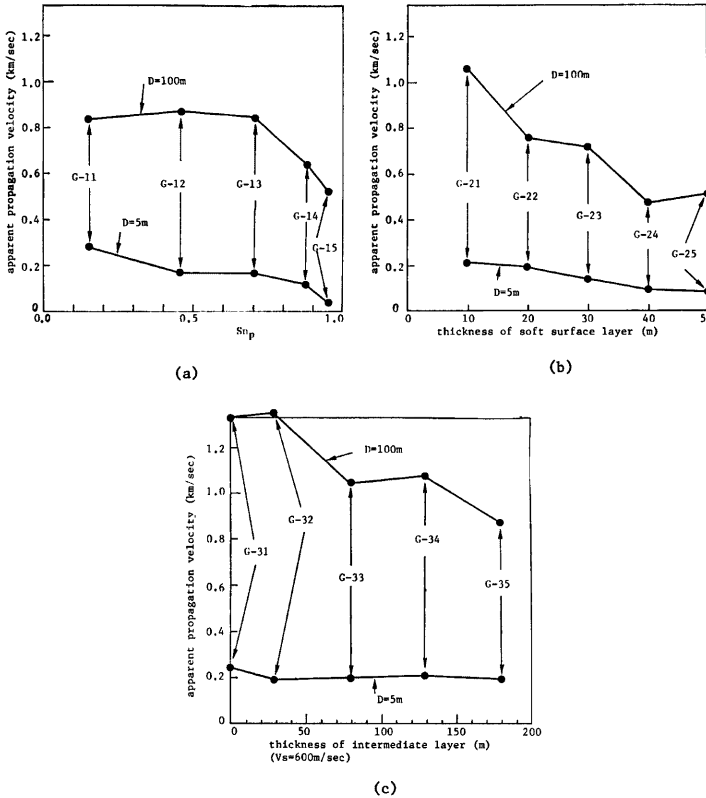 apparent propagation velocity (km/sec)
1.2
1.0
0.8
0.6
0.4
0.2
0
D=100m
G-11
G-12
G-13
G-14
G-15
D=5m
0.0
0.5
1.0
Sn_p
(a)
apparent propagation velocity (km/sec)
1.2
1.0
0.8
0.6
0.4
0.2
0
D=100m
G-21
G-22
G-23
G-24
G-25
D=5m
10
20
30
40
50
thickness of soft surface layer (m)
(b)
apparent propagation velocity (km/sec)
1.2
1.0
0.8
0.6
0.4
0.2
0
D=100m
G-31
G-32
G-33
G-34
G-35
D=5m
0
50
100
150
200
thickness of intermediate layer (m)
(Vs=600m/sec)
(c)